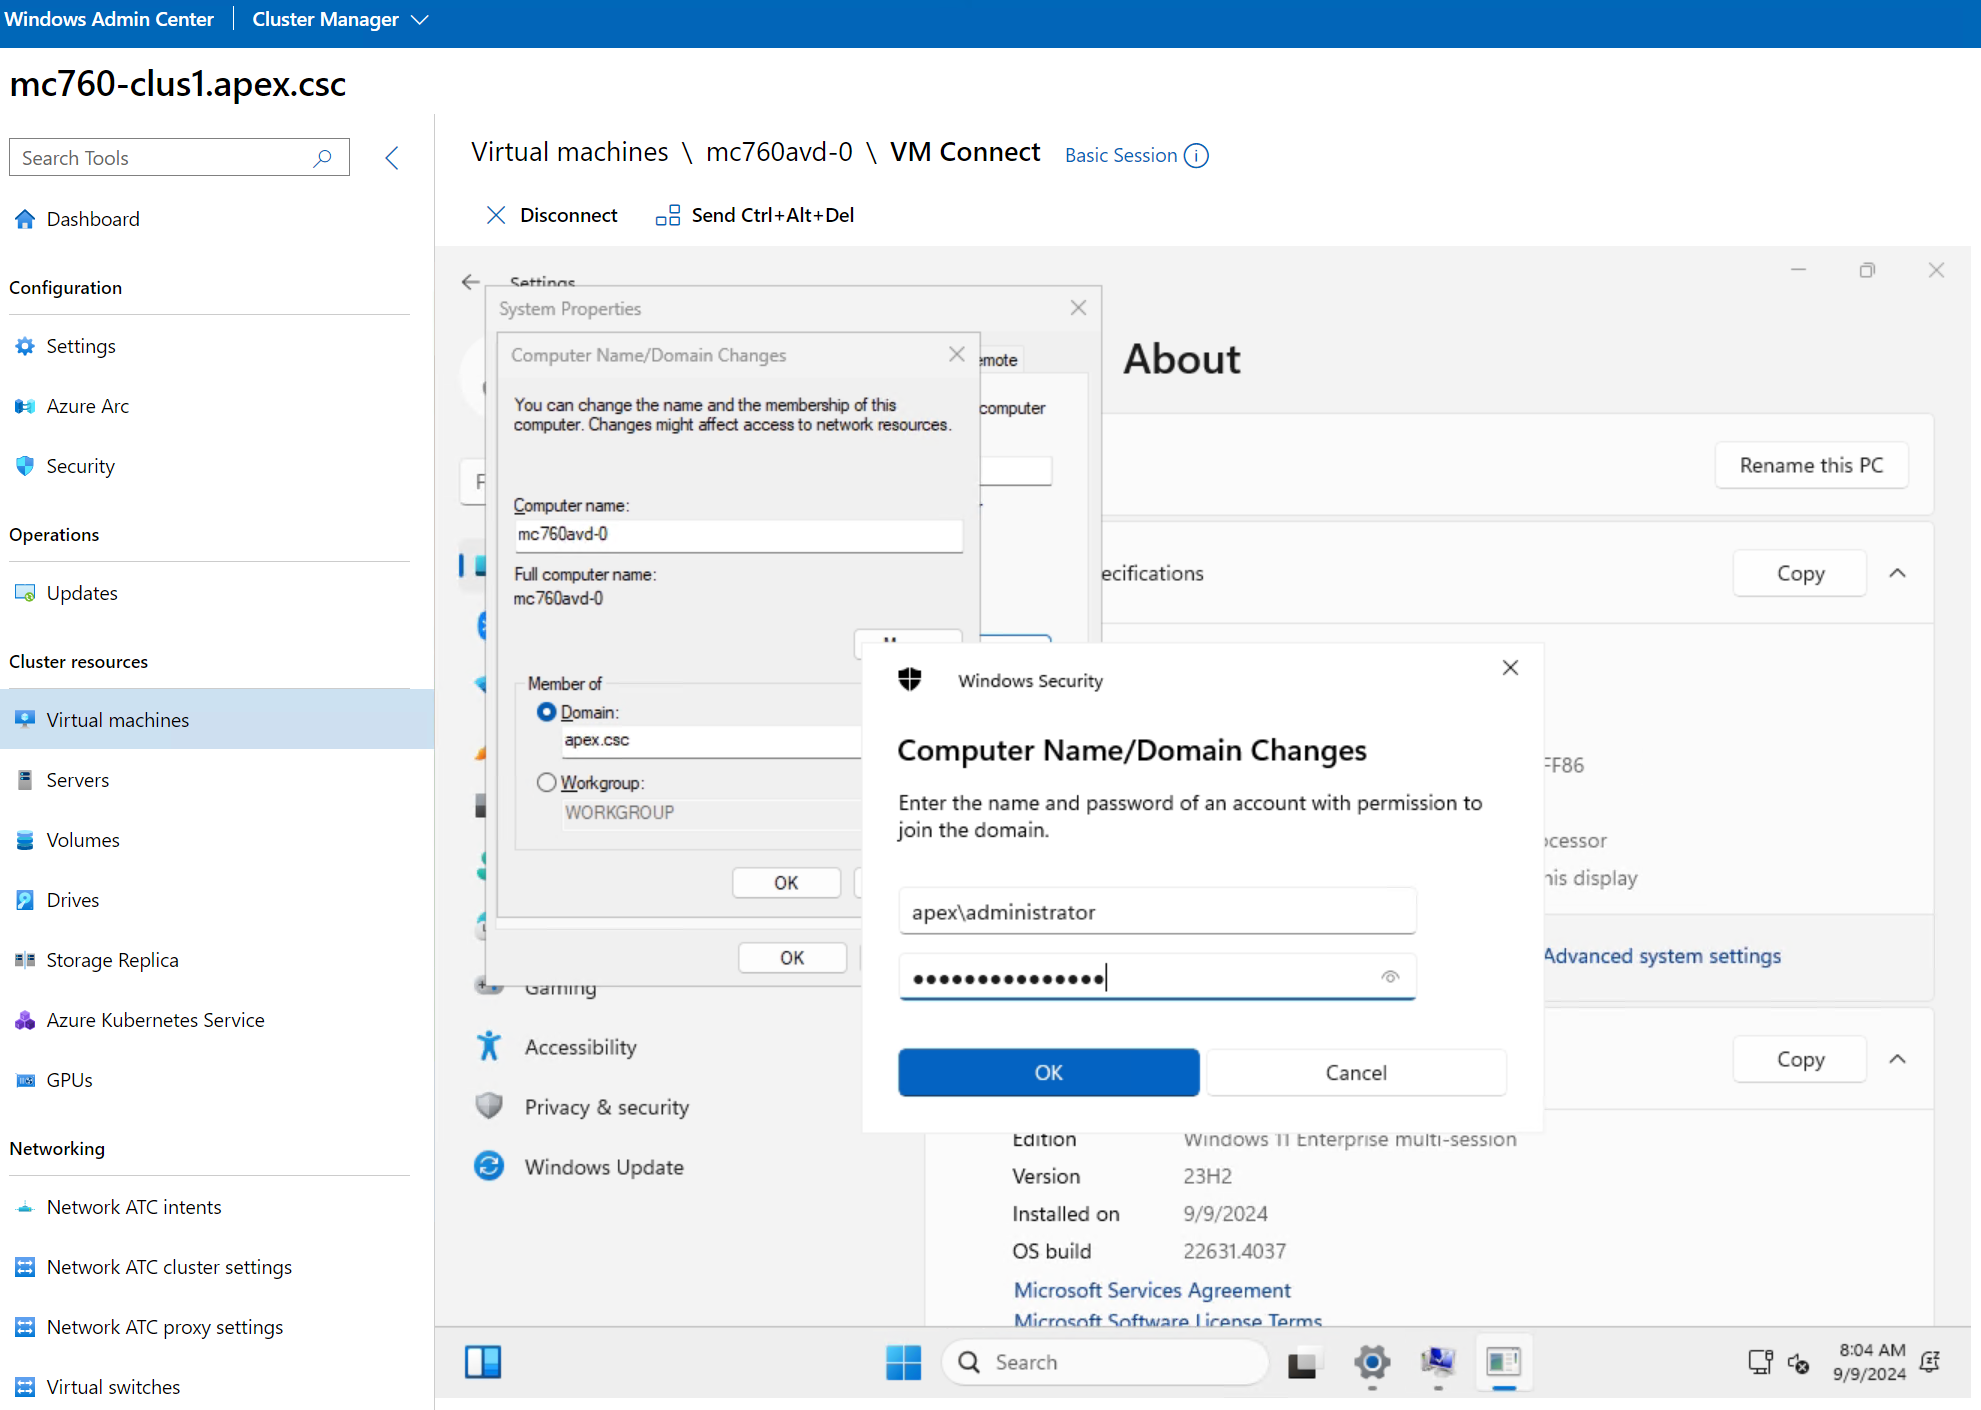 Windows Admin Center
Cluster Manager
mc760-clus1.apex.csc
Search Tools
Dashboard
Configuration
Settings
Azure Arc
Security
Operations
Updates
Cluster resources
Virtual machines
Servers
Volumes
Drives
Storage Replica
Azure Kubernetes Service
GPUs
Networking
Network ATC intents
Network ATC cluster settings
Network ATC proxy settings
Virtual switches
Virtual machines \ mc760avd-0 \ VM Connect
Basic Session
Disconnect
Send Ctrl+Alt+Del
Settings
System Properties
Computer Name/Domain Changes
emote
You can change the name and the membership of this
computer. Changes might affect access to network resources.
computer
Computer name:
mc760avd-0
Full computer name:
mc760avd-0
Member of
Domain:
apex.csc
Workgroup:
WORKGROUP
OK
OK
About
Rename this PC
ecifications
Copy
FF86
ocessor
his display
Advanced system settings
Copy
Windows Security
Computer Name/Domain Changes
Enter the name and password of an account with permission to
join the domain.
apex\administrator
●●●●●●●●●●●●●●●
OK
Cancel
Gaming
Accessibility
Privacy & security
Windows Update
Edition Windows 11 Enterprise multi-session
Version 23H2
Installed on 9/9/2024
OS build 22631.4037
Microsoft Services Agreement
Microsoft Software License Terms
Search
8:04 AM
9/9/2024